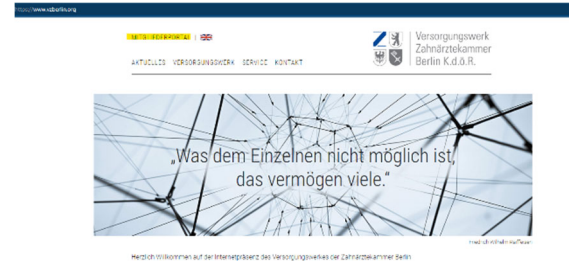 https://www.vzberlin.org
MITGLIEDERPORTAL |
AKTUELLES VERSORGUNGSWERK SERVICE KONTAKT
Versorgungswerk
Zahnärztekammer
Berlin K.d.ö.R.
„Was dem Einzelnen nicht möglich ist,
das vermögen viele.“
Friedrich Wilhelm Raiffeisen
Herzlich Willkommen auf der Internetpräsenz des Versorgungswerkes der Zahnärztekammer Berlin